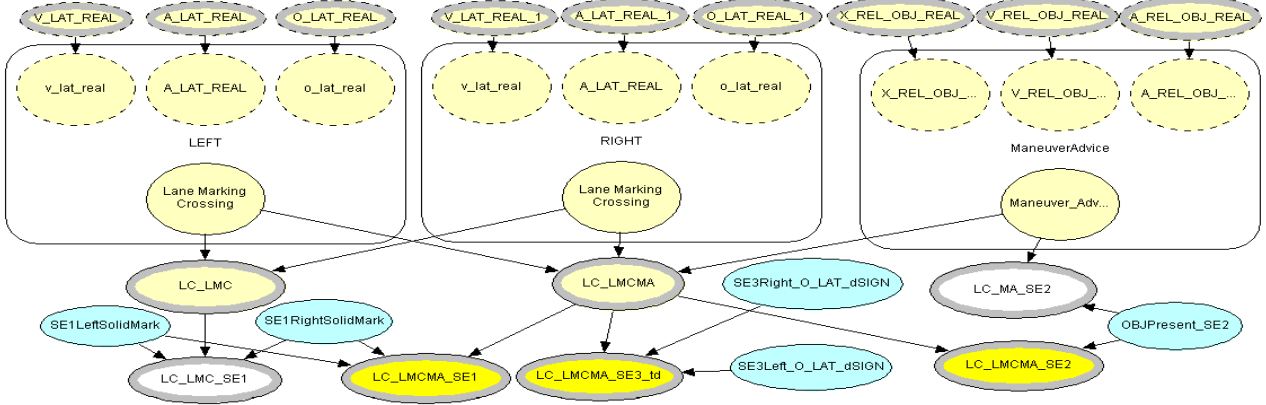 V_LAT_REAL
A_LAT_REAL
O_LAT_REAL
V_LAT_REAL_1
A_LAT_REAL_1
O_LAT_REAL_1
X_REL_OBJ_REAL
V_REL_OBJ_REAL
A_REL_OBJ_REAL
v_lat_real
A_LAT_REAL
o_lat_real
v_lat_real
A_LAT_REAL
o_lat_real
X_REL_OBJ_...
V_REL_OBJ_...
A_REL_OBJ_...
LEFT
RIGHT
ManeuverAdvice
Lane Marking
Crossing
Lane Marking
Crossing
Maneuver_Adv...
LC_LMC
LC_LMCMA
SE3Right_O_LAT_dSIGN
LC_MA_SE2
SE1LeftSolidMark
SE1RightSolidMark
OBJPresent_SE2
LC_LMC_SE1
LC_LMCMA_SE1
LC_LMCMA_SE3_td
SE3Left_O_LAT_dSIGN
LC_LMCMA_SE2